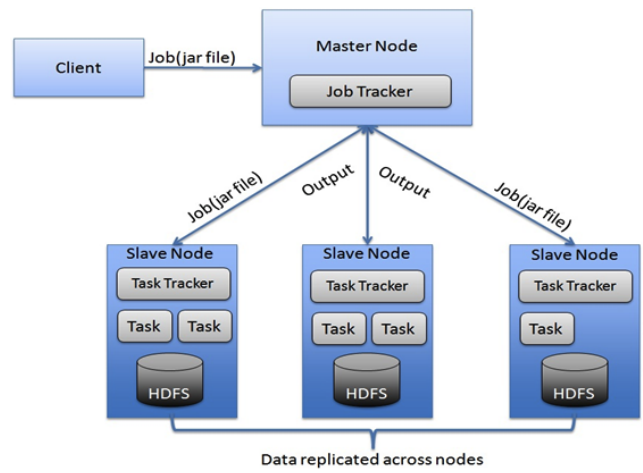 Client
Job(jar file)
Master Node
Job Tracker
Job(jar file)
Output
Output
Job(jar file)
Slave Node
Task Tracker
Task
Task
HDFS
Slave Node
Task Tracker
Task
Task
HDFS
Slave Node
Task Tracker
Task
HDFS
Data replicated across nodes